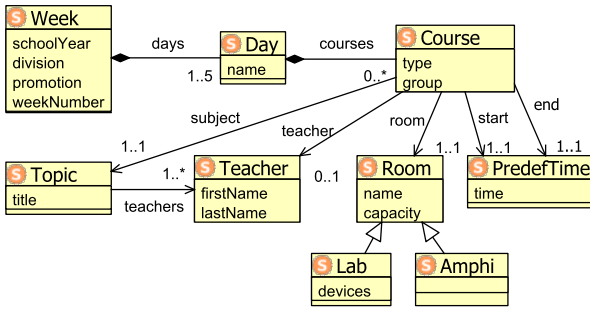 S Week
schoolYear
division
promotion
weekNumber
days
1..5
S Day
name
courses
0..*
S Course
type
group
subject
1..1
teacher
0..1
room
1..1
start
1..1
end
1..1
S Topic
title
teachers
1..*
S Teacher
firstName
lastName
S Room
name
capacity
S PredefTime
time
S Lab
devices
S Amphi